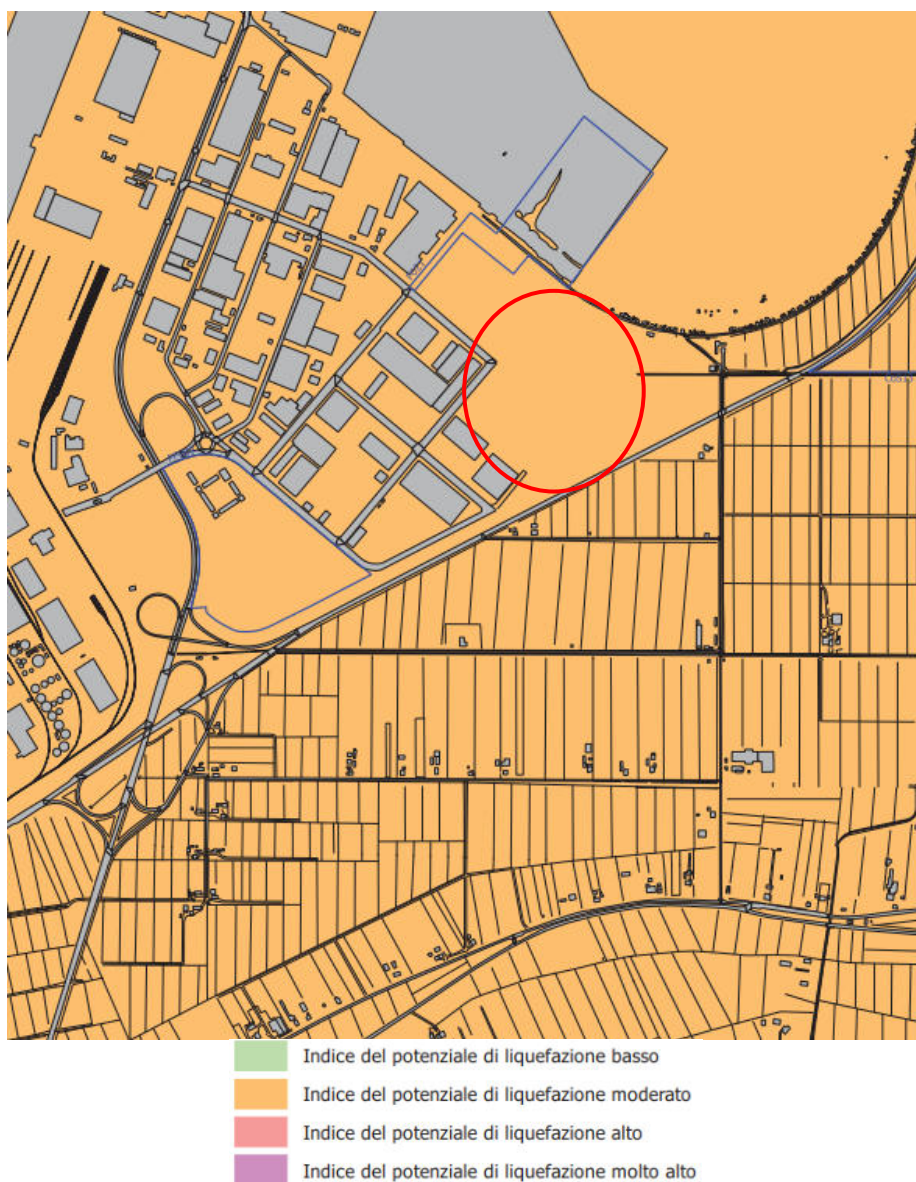 Indice del potenziale di liquefazione basso
Indice del potenziale di liquefazione moderato
Indice del potenziale di liquefazione alto
Indice del potenziale di liquefazione molto alto